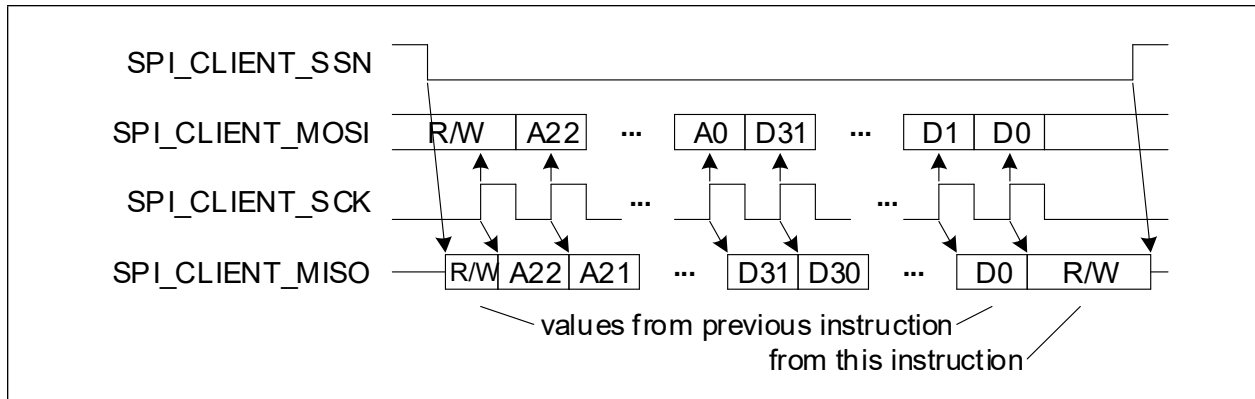 SPI_CLIENT_SSN
SPI_CLIENT_MOSI R/W A22 ... A0 D31 ... D1 D0
SPI_CLIENT_SCK ... ...
SPI_CLIENT_MISO R/W A22 A21 ... D31 D30 ... D0 R/W
values from previous instruction
from this instruction